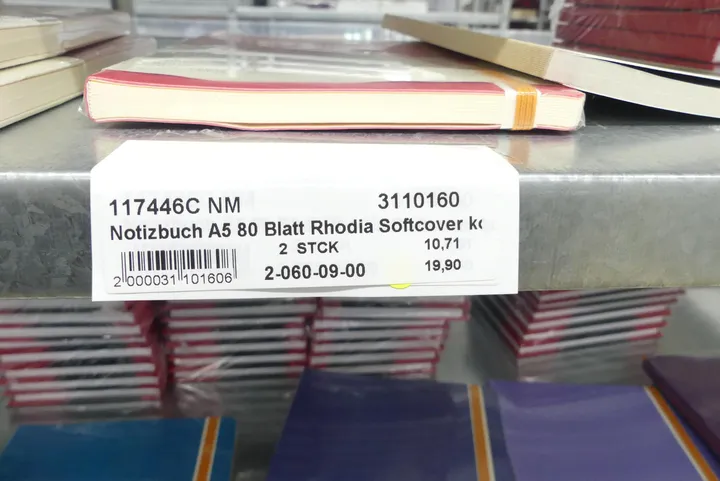 117446C NM 3110160
Notizbuch A5 80 Blatt Rhodia Softcover
2 STCK 10,71
2 000031 101606 2-060-09-00 19,90